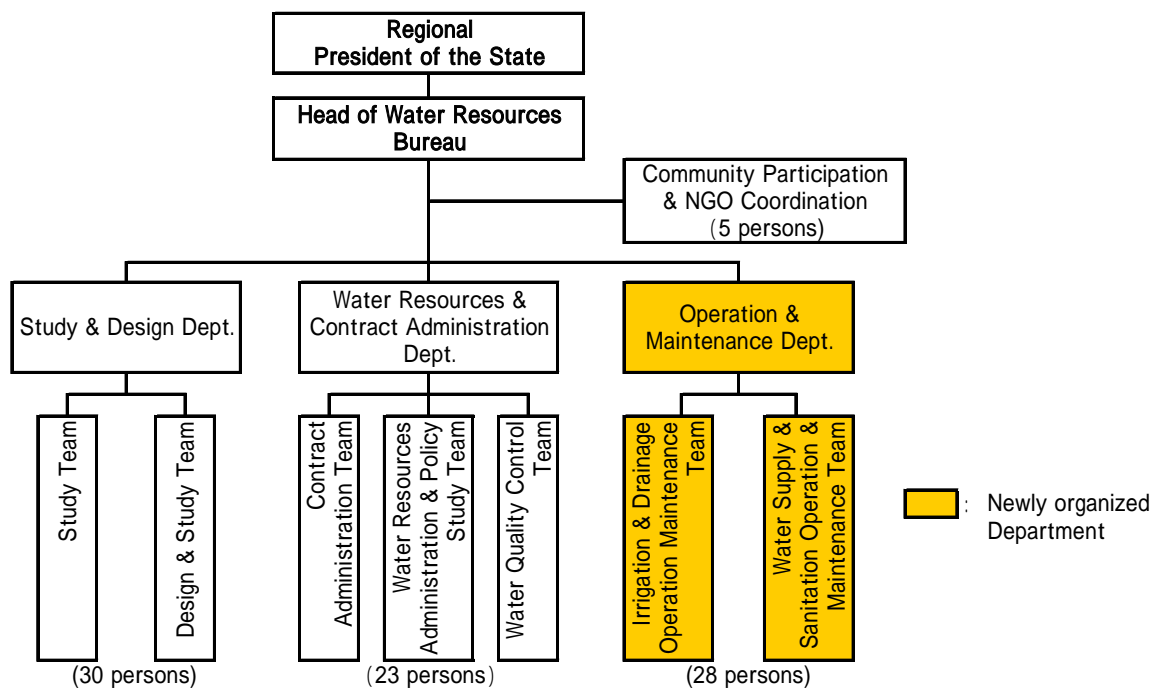 Regional
President of the State
Head of Water Resources
Bureau
Community Participation
& NGO Coordination
(5 persons)
Study & Design Dept.
Water Resources &
Contract Administration
Dept.
Operation &
Maintenance Dept.
Study Team
Design & Study Team
Contract
Administration Team
Water Resources
Administration & Policy
Study Team
Water Quality Control
Team
Irrigation & Drainage
Operation Maintenance
Team
Water Supply &
Sanitation Operation &
Maintenance Team
: Newly organized
Department
(30 persons)
(23 persons)
(28 persons)